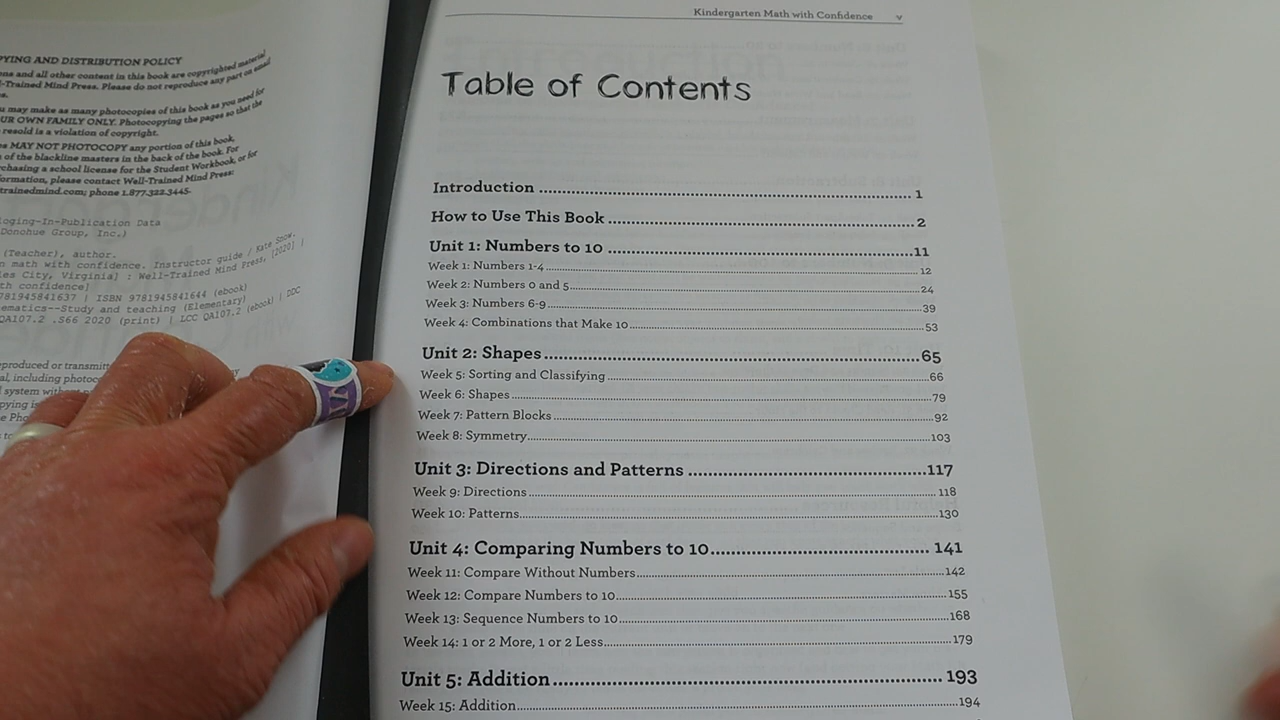 PYING AND DISTRIBUTION POLICY
ons and all other content in this book are copyrighted material
l-Trained Mind Press. Please do not reproduce any part on email
s.
u may make as many photocopies of this book as you need for
UR OWN FAMILY ONLY. Photocopying the pages so that the
resold is a violation of copyright.
s MAY NOT PHOTOCOPY any portion of this book,
of the blackline masters in the back of the book. For
rchasing a school license for the Student Workbook, or for
formation, please contact Well-Trained Mind Press:
trainedmind.com; phone 1.877.322.3445.
loging-In-Publication Data
Donohue Group, Inc.)
(Teacher), author.
n math with confidence. Instructor guide / Kate Snow.
les City, Virginia] : Well-Trained Mind Press, [2020] |
th confidence]
781945841637 | ISBN 9781945841644 (ebook)
ematics--Study and teaching (Elementary)
QA107.2 .S66 2020 (print) | LCC QA107.2 (ebook) | DDC
eproduced or transmitt
al, including photoc
l system without
pying is
e Pho
Kindergarten Math with Confidence v
Table of Contents
Introduction 1
How to Use This Book 2
Unit 1: Numbers to 10 11
Week 1: Numbers 1-4 12
Week 2: Numbers 0 and 5 24
Week 3: Numbers 6-9 39
Week 4: Combinations that Make 10 53
Unit 2: Shapes 65
Week 5: Sorting and Classifying 66
Week 6: Shapes 79
Week 7: Pattern Blocks 92
Week 8: Symmetry 103
Unit 3: Directions and Patterns 117
Week 9: Directions 118
Week 10: Patterns 130
Unit 4: Comparing Numbers to 10 141
Week 11: Compare Without Numbers 142
Week 12: Compare Numbers to 10 155
Week 13: Sequence Numbers to 10 168
Week 14: 1 or 2 More, 1 or 2 Less 179
Unit 5: Addition 193
Week 15: Addition 194